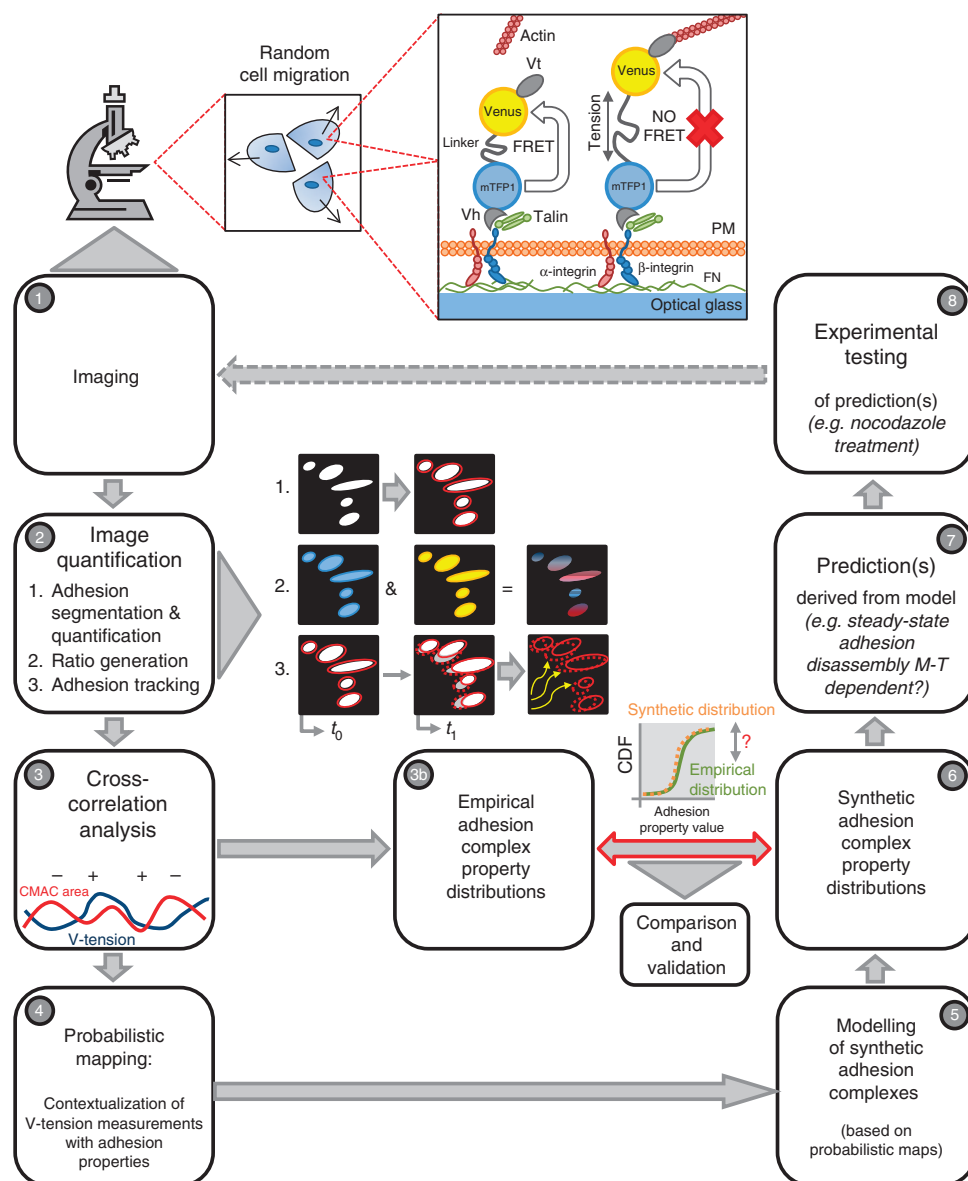 Random
cell migration
Actin
Vt
Venus
Linker
FRET
mTFP1
Vh
Talin
Venus
Tension
NO
FRET
mTFP1
PM
α-integrin
β-integrin
FN
Optical glass
1
Imaging
2
Image
quantification
1. Adhesion
segmentation &
quantification
2. Ratio generation
3. Adhesion tracking
1.
2.
&
=
3.
t0
t1
3
Cross-
correlation
analysis
– + + –
CMAC area
V-tension
3b
Empirical
adhesion
complex
property
distributions
Synthetic distribution
?
CDF
Empirical
distribution
Adhesion
property value
Comparison
and
validation
4
Probabilistic
mapping:
Contextualization of
V-tension measurements
with adhesion
properties
5
Modelling
of synthetic
adhesion
complexes
(based on
probabilistic maps)
6
Synthetic
adhesion
complex
property
distributions
7
Prediction(s)
derived from model
(e.g. steady-state
adhesion
disassembly M-T
dependent?)
8
Experimental
testing
of prediction(s)
(e.g. nocodazole
treatment)